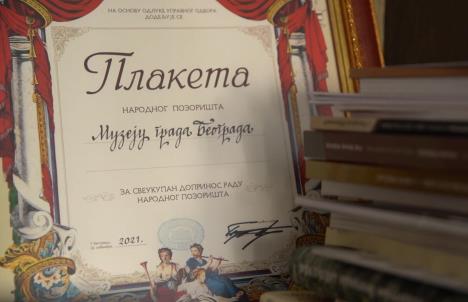 НА ОСНОВУ ОДЛУКЕ УПРАВНОГ ОДБОРА
ДОДЕЉУЈЕ СЕ
Плакета
НАРОДНОГ ПОЗОРИШТА
Музеју града Београда
ЗА СВЕУКУПАН ДОПРИНОС РАДУ
НАРОДНОГ ПОЗОРИШТА
2021.